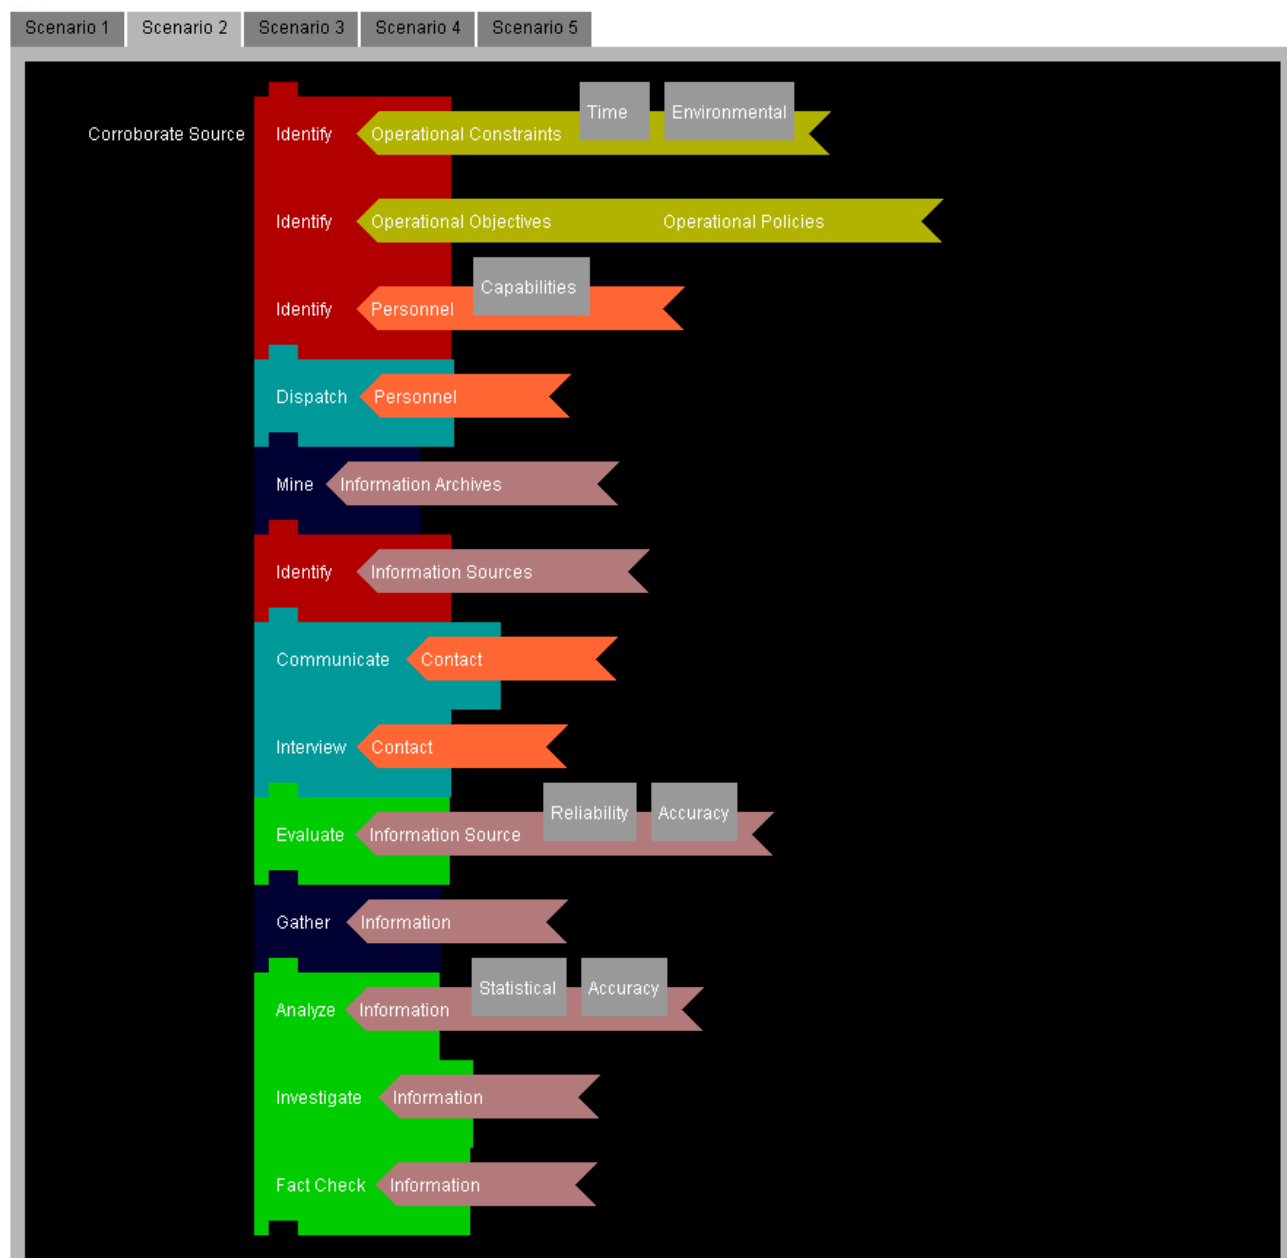 Scenario 1 Scenario 2 Scenario 3 Scenario 4 Scenario 5
Time Environmental
Corroborate Source Identify Operational Constraints
Identify Operational Objectives Operational Policies
Capabilities
Identify Personnel
Dispatch Personnel
Mine Information Archives
Identify Information Sources
Communicate Contact
Interview Contact
Reliability Accuracy
Evaluate Information Source
Gather Information
Statistical Accuracy
Analyze Information
Investigate Information
Fact Check Information